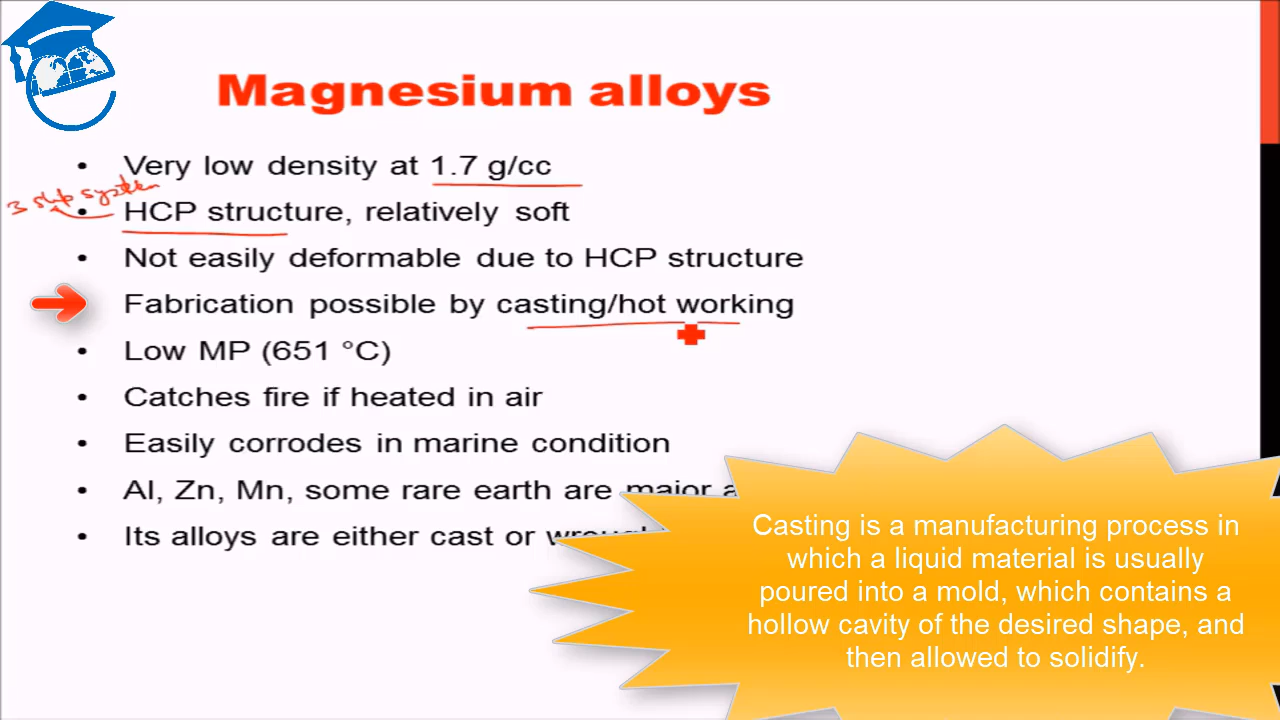 Magnesium alloys
• Very low density at 1.7 g/cc
3 slip system
• HCP structure, relatively soft
• Not easily deformable due to HCP structure
Fabrication possible by casting/hot working
• Low MP (651 °C)
• Catches fire if heated in air
• Easily corrodes in marine condition
• Al, Zn, Mn, some rare earth are major a
• Its alloys are either cast or wrought
Casting is a manufacturing process in
which a liquid material is usually
poured into a mold, which contains a
hollow cavity of the desired shape, and
then allowed to solidify.